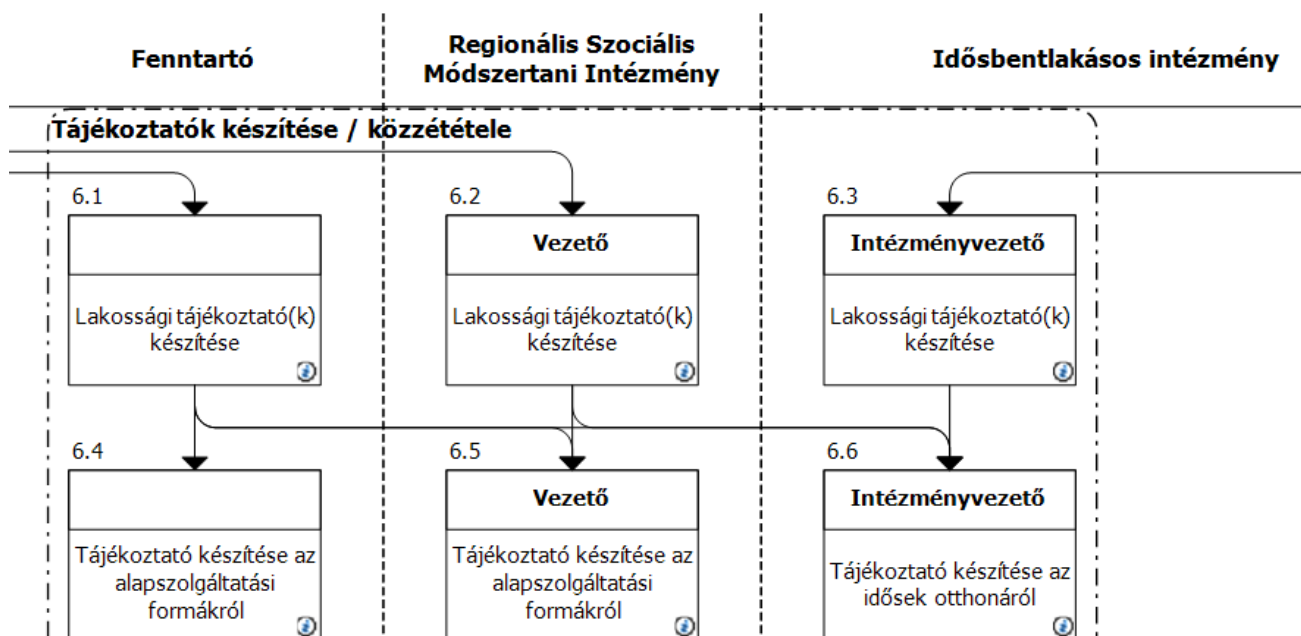 Fenntartó
Regionális Szociális
Módszertani Intézmény
Idősbentlakásos intézmény
Tájékoztatók készítése / közzététele
6.1
6.2
6.3
Vezető
Intézményvezető
Lakossági tájékoztató(k)
készítése
Lakossági tájékoztató(k)
készítése
Lakossági tájékoztató(k)
készítése
6.4
6.5
6.6
Vezető
Intézményvezető
Tájékoztató készítése az
alapszolgáltatási
formákról
Tájékoztató készítése az
alapszolgáltatási
formákról
Tájékoztató készítése az
idősek otthonáról